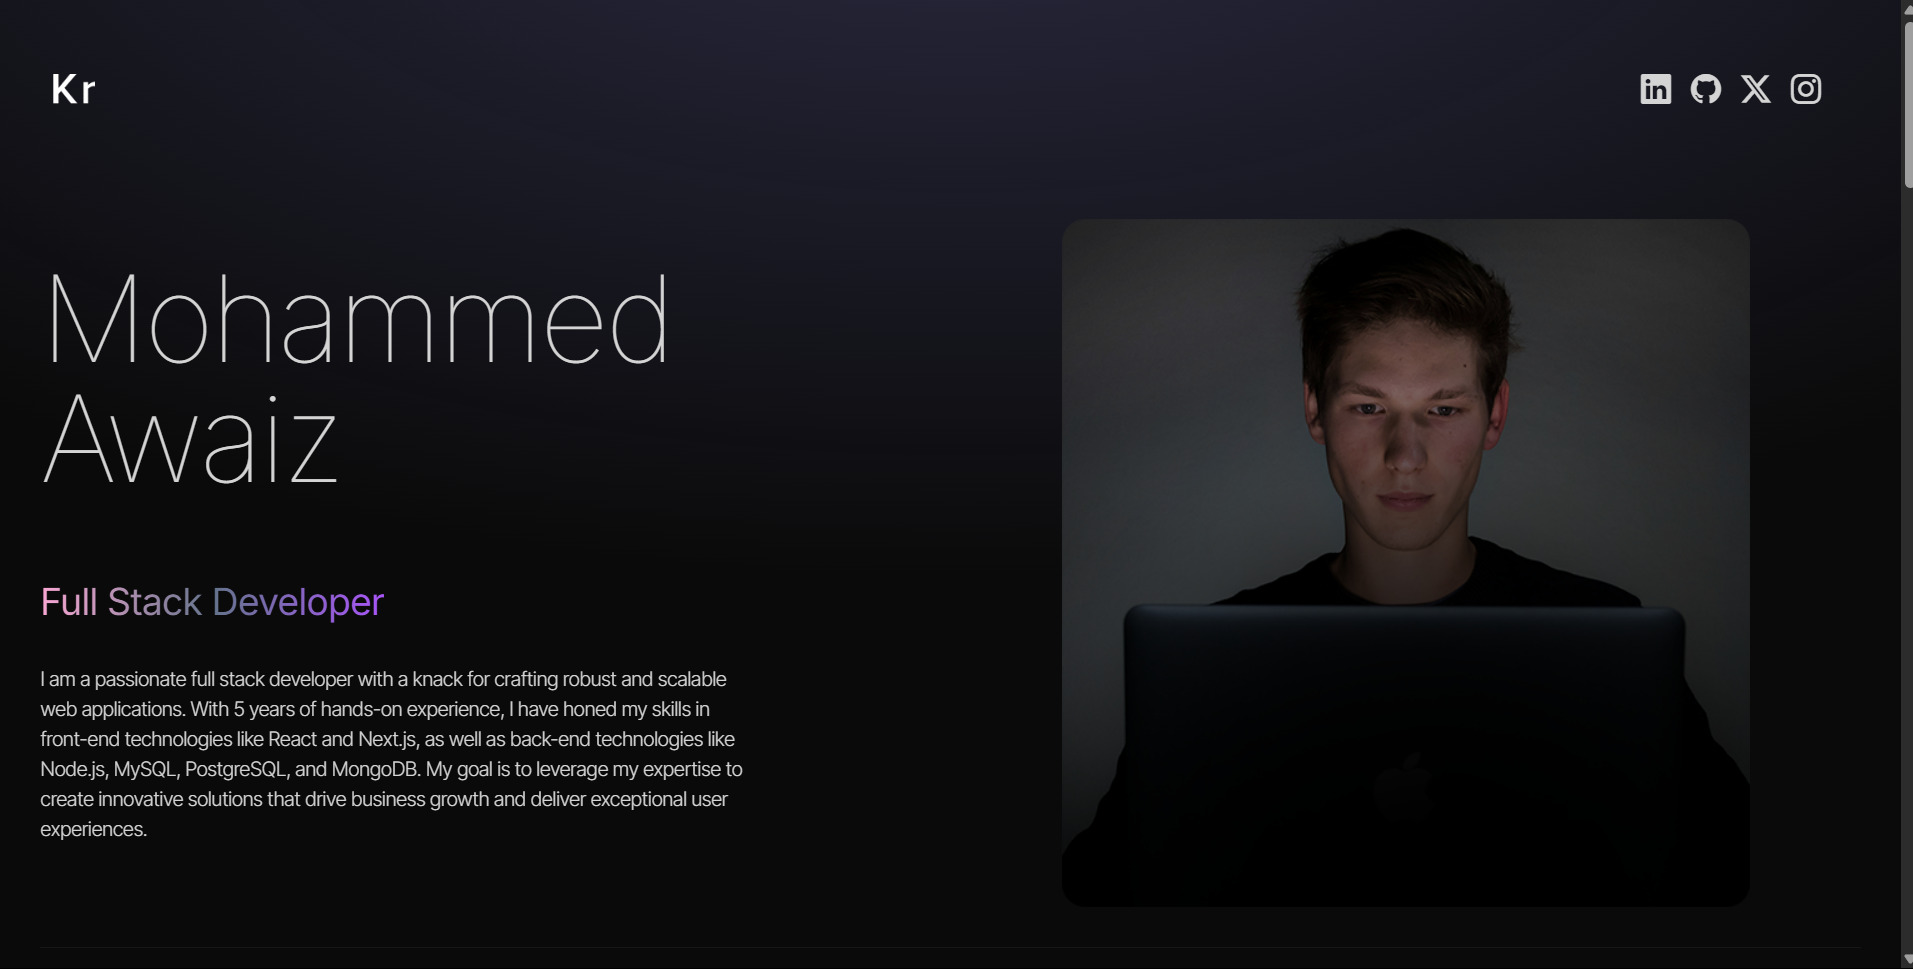 Kr
Mohammed
Awaiz
Full Stack Developer
I am a passionate full stack developer with a knack for crafting robust and scalable
web applications. With 5 years of hands-on experience, I have honed my skills in
front-end technologies like React and Next.js, as well as back-end technologies like
Node.js, MySQL, PostgreSQL, and MongoDB. My goal is to leverage my expertise to
create innovative solutions that drive business growth and deliver exceptional user
experiences.